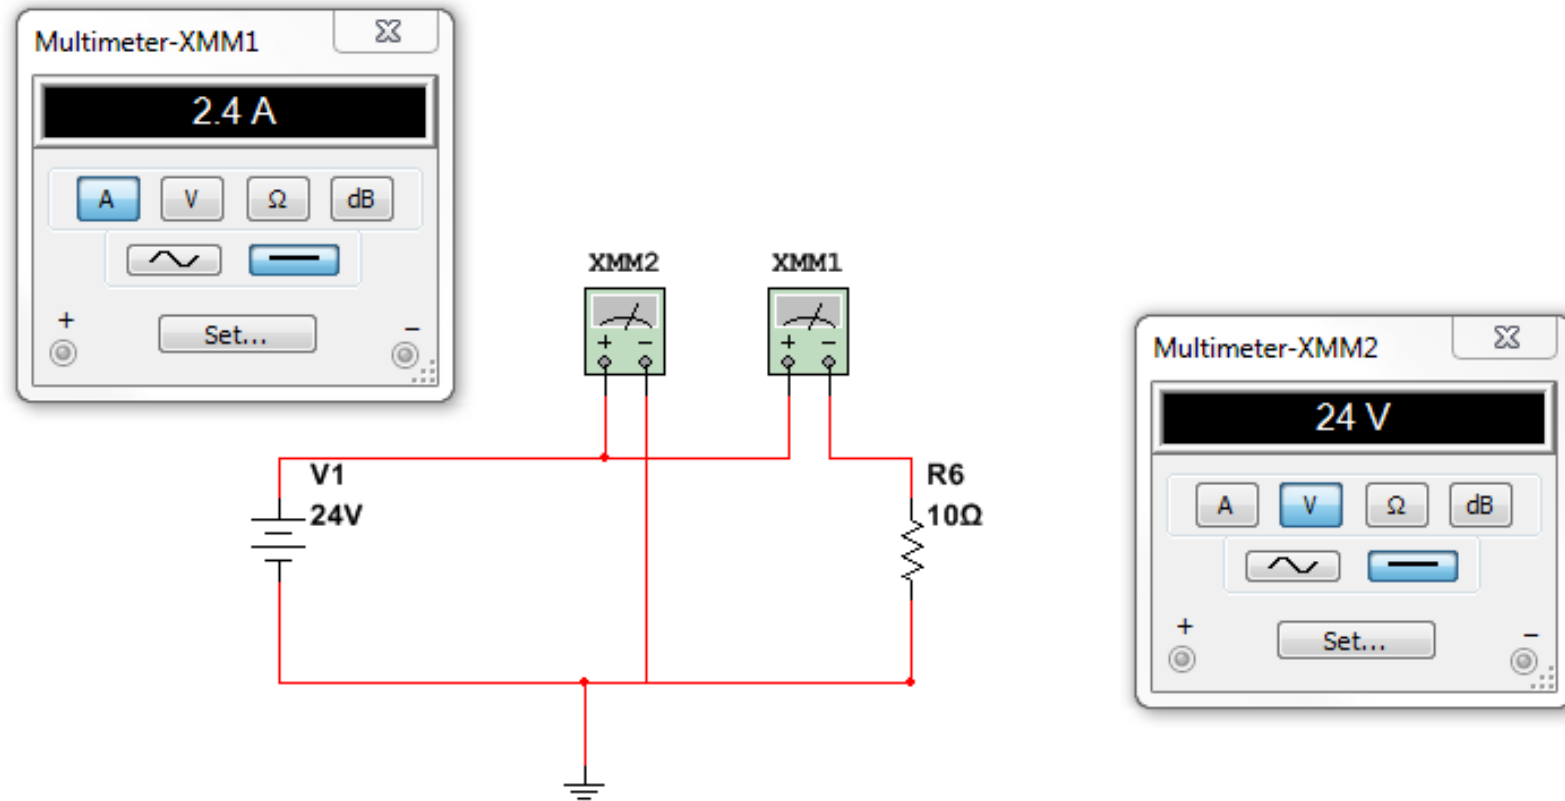 Multimeter-XMM1
2.4 A
A V Ω dB
+ Set... −
XMM2 XMM1
+ − + −
V1
24V
R6
10Ω
Multimeter-XMM2
24 V
A V Ω dB
+ Set... −